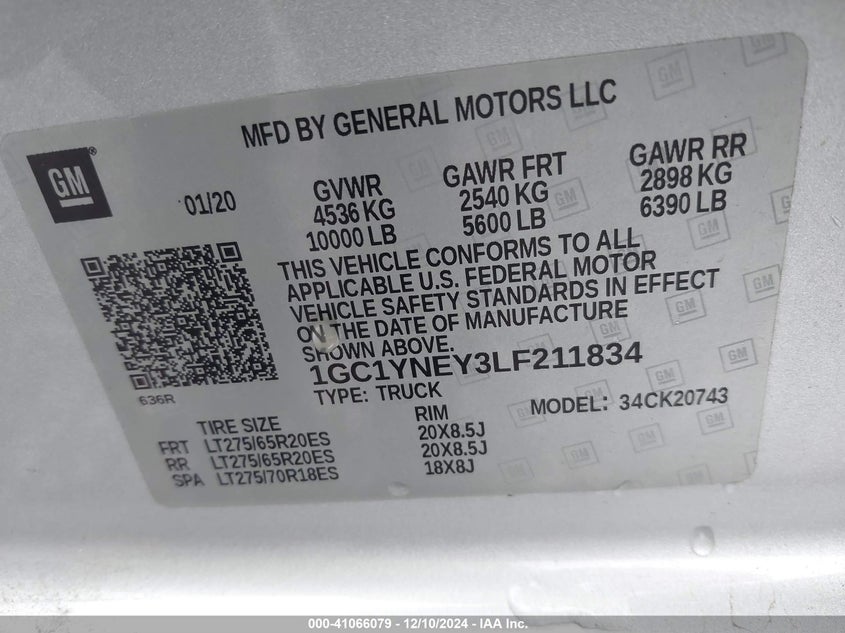 MFD BY GENERAL MOTORS LLC
GM®
01/20
GVWR
4536 KG
10000 LB
GAWR FRT
2540 KG
5600 LB
GAWR RR
2898 KG
6390 LB
THIS VEHICLE CONFORMS TO ALL
APPLICABLE U.S. FEDERAL MOTOR
VEHICLE SAFETY STANDARDS IN EFFECT
ON THE DATE OF MANUFACTURE
SHOWN ABOVE.
1GC1YNEY3LF211834
636R
TYPE: TRUCK
MODEL: 34CK20743
TIRE SIZE RIM
FRT LT275/65R20ES 20X8.5J
RR LT275/65R20ES 20X8.5J
SPA LT275/70R18ES 18X8J
000-41066079 - 12/10/2024 - IAA Inc.